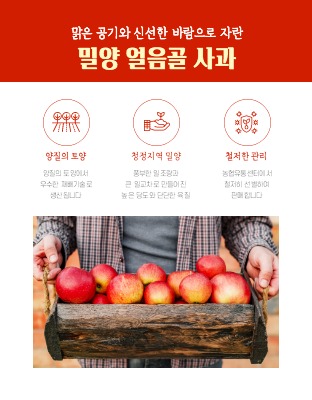 맑은 공기와 신선한 바람으로 자란
밀양 얼음골 사과
양질의 토양
청정지역 밀양
철저한 관리
양질의 토양에서
우수한 재배기술로
생산됩니다
풍부한 일조량과
큰 일교차로 만들어진
높은 당도와 단단한 육질
농협유통센터에서
철저히 선별하여
판매합니다